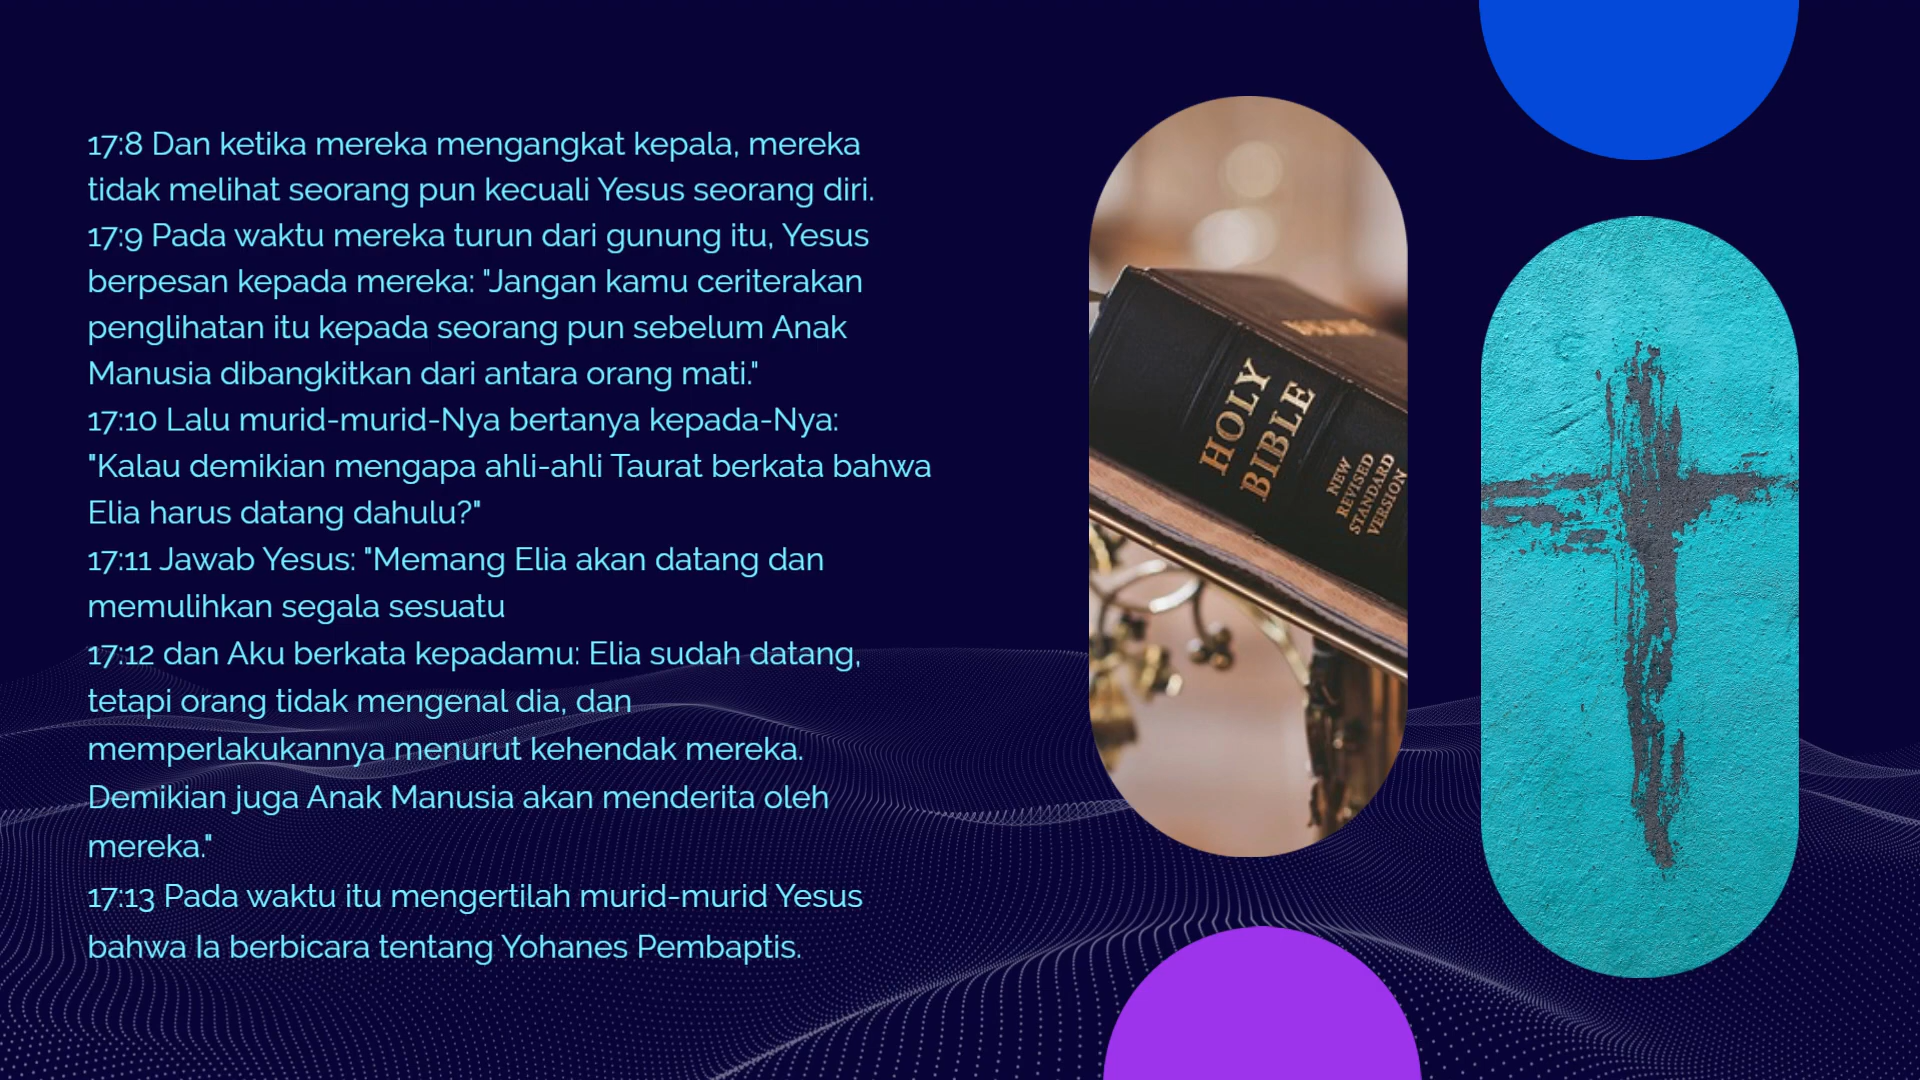 17:8 Dan ketika mereka mengangkat kepala, mereka
tidak melihat seorang pun kecuali Yesus seorang diri.
17:9 Pada waktu mereka turun dari gunung itu, Yesus
berpesan kepada mereka: "Jangan kamu ceriterakan
penglihatan itu kepada seorang pun sebelum Anak
Manusia dibangkitkan dari antara orang mati."
17:10 Lalu murid-murid-Nya bertanya kepada-Nya:
"Kalau demikian mengapa ahli-ahli Taurat berkata bahwa
Elia harus datang dahulu?"
17:11 Jawab Yesus: "Memang Elia akan datang dan
memulihkan segala sesuatu
17:12 dan Aku berkata kepadamu: Elia sudah datang,
tetapi orang tidak mengenal dia, dan
memperlakukannya menurut kehendak mereka.
Demikian juga Anak Manusia akan menderita oleh
mereka."
17:13 Pada waktu itu mengertilah murid-murid Yesus
bahwa Ia berbicara tentang Yohanes Pembaptis.
HOLY
BIBLE
NEW
REVISED
STANDARD
VERSION